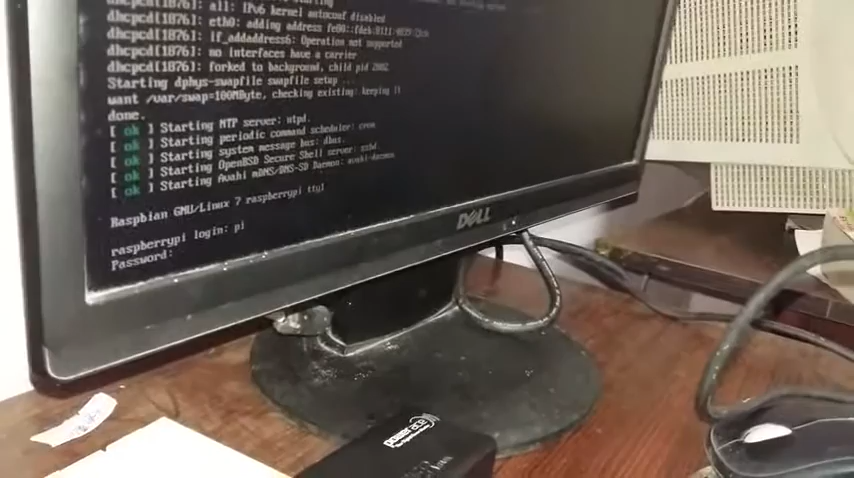 dhcpcd[1876]: all: IPv6 kernel autoconf disabled
dhcpcd[1876]: eth0: adding address
dhcpcd[1876]: if_addaddress6: Operation not supported
dhcpcd[1876]: no interfaces have a carrier
dhcpcd[1876]: forked to background, child pid
Starting dphys-swapfile swapfile setup ...
want /var/swap=100MByte, checking existing: keeping it
done.
[ ok ] Starting NTP server: ntpd.
[ ok ] Starting periodic command scheduler: cron.
[ ok ] Starting system message bus: dbus.
[ ok ] Starting OpenBSD Secure Shell server: sshd.
[ ok ] Starting Avahi mDNS/DNS-SD Daemon: avahi-daemon.
Raspbian GNU/Linux 7 raspberrypi tty1
raspberrypi login: pi
Password:
DELL
powerace